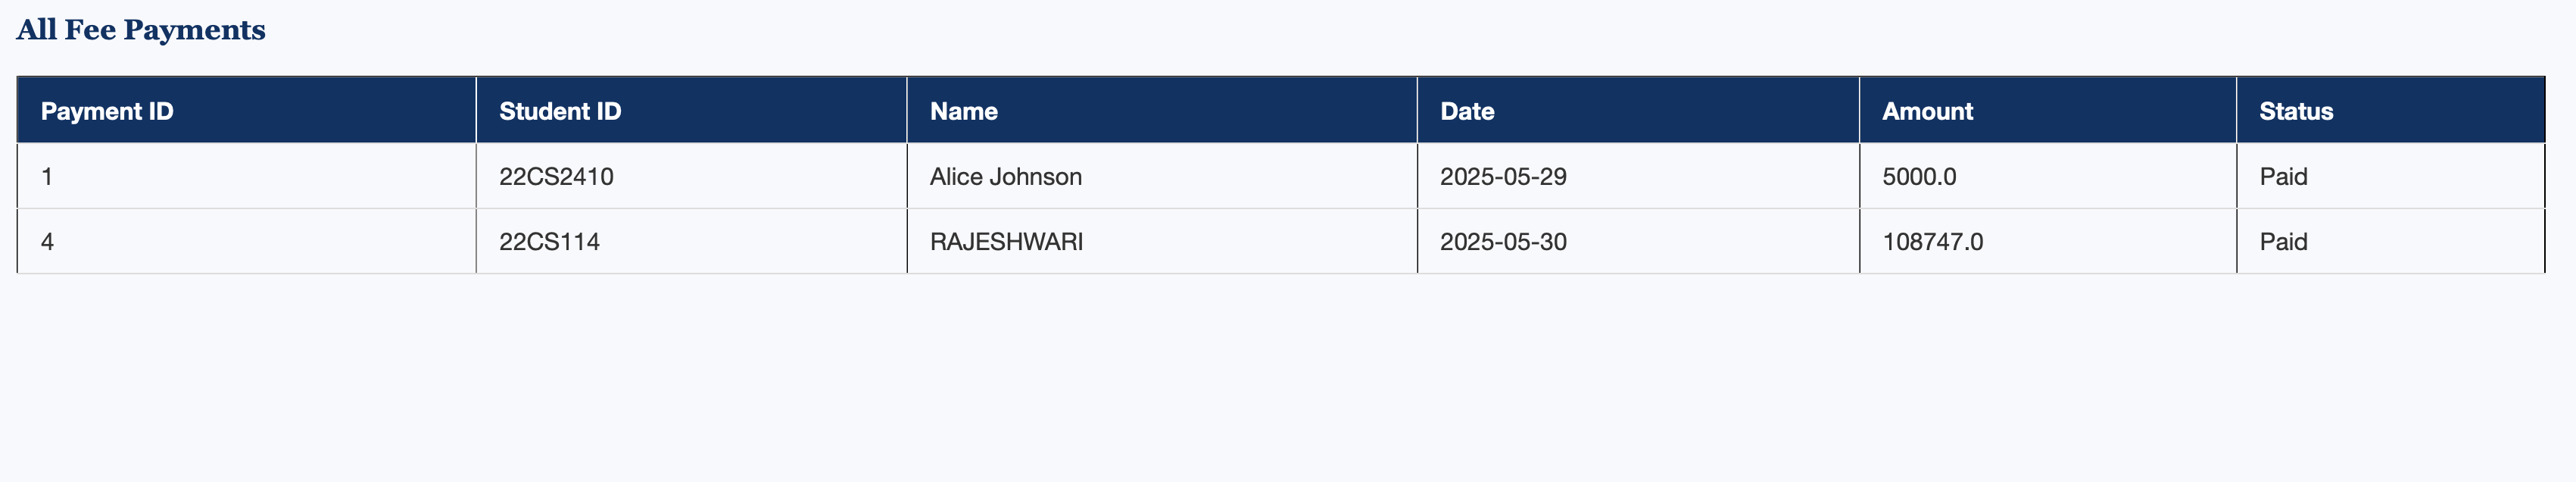 All Fee Payments
Payment ID Student ID Name Date Amount Status
1 22CS2410 Alice Johnson 2025-05-29 5000.0 Paid
4 22CS114 RAJESHWARI 2025-05-30 108747.0 Paid